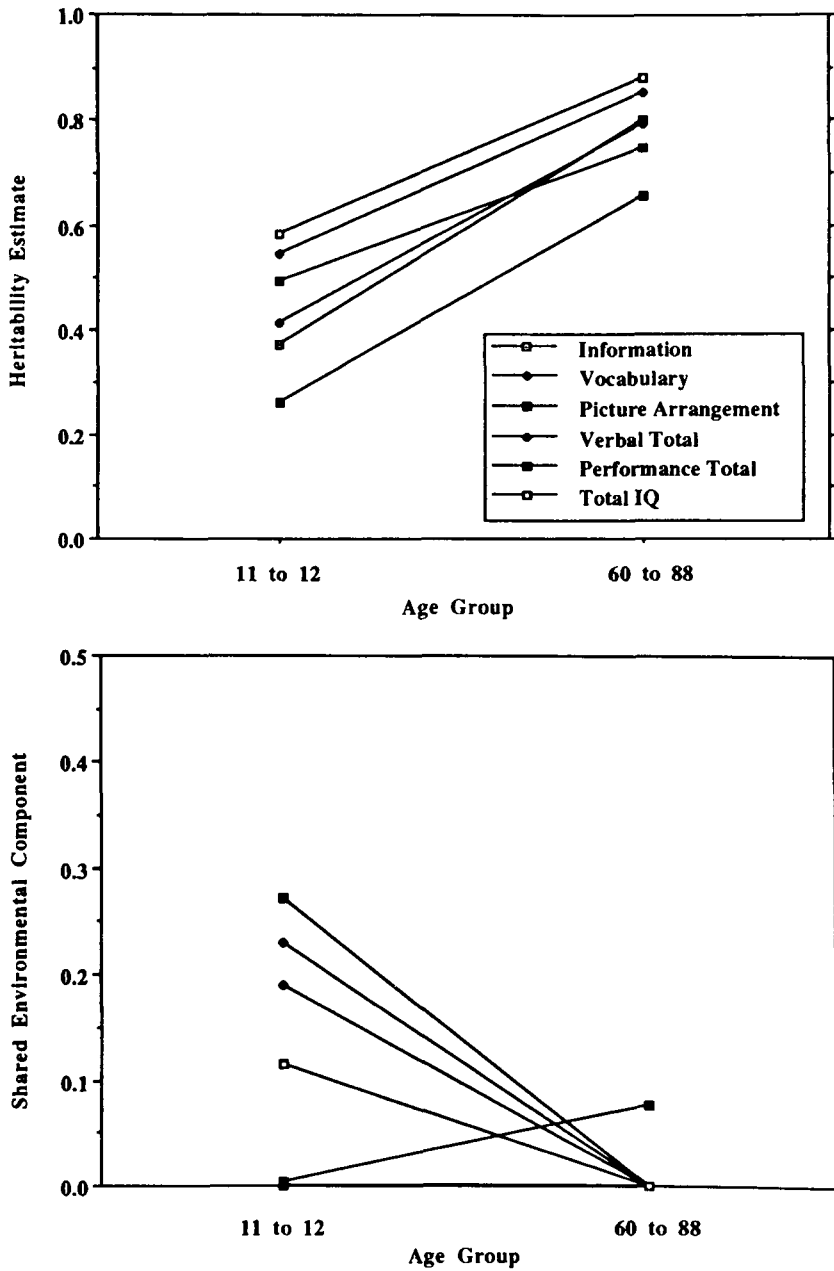 1.0
0.8
0.6
0.4
0.2
0.0
Heritability Estimate
Information
Vocabulary
Picture Arrangement
Verbal Total
Performance Total
Total IQ
11 to 12
60 to 88
Age Group
0.5
0.4
0.3
0.2
0.1
0.0
Shared Environmental Component
11 to 12
60 to 88
Age Group